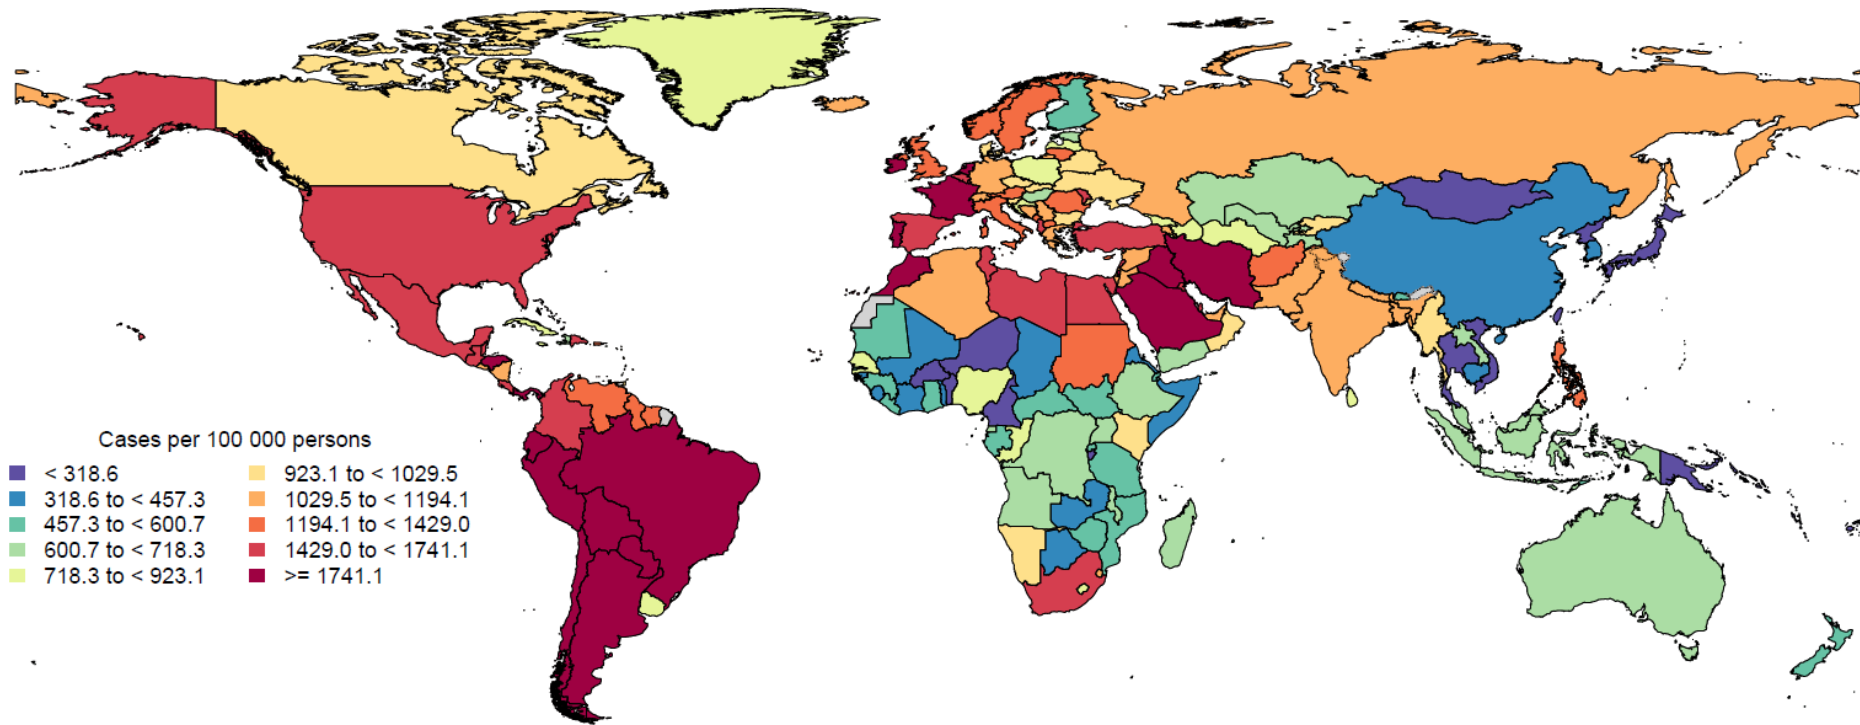 Cases per 100 000 persons
< 318.6
318.6 to < 457.3
457.3 to < 600.7
600.7 to < 718.3
718.3 to < 923.1
923.1 to < 1029.5
1029.5 to < 1194.1
1194.1 to < 1429.0
1429.0 to < 1741.1
>= 1741.1